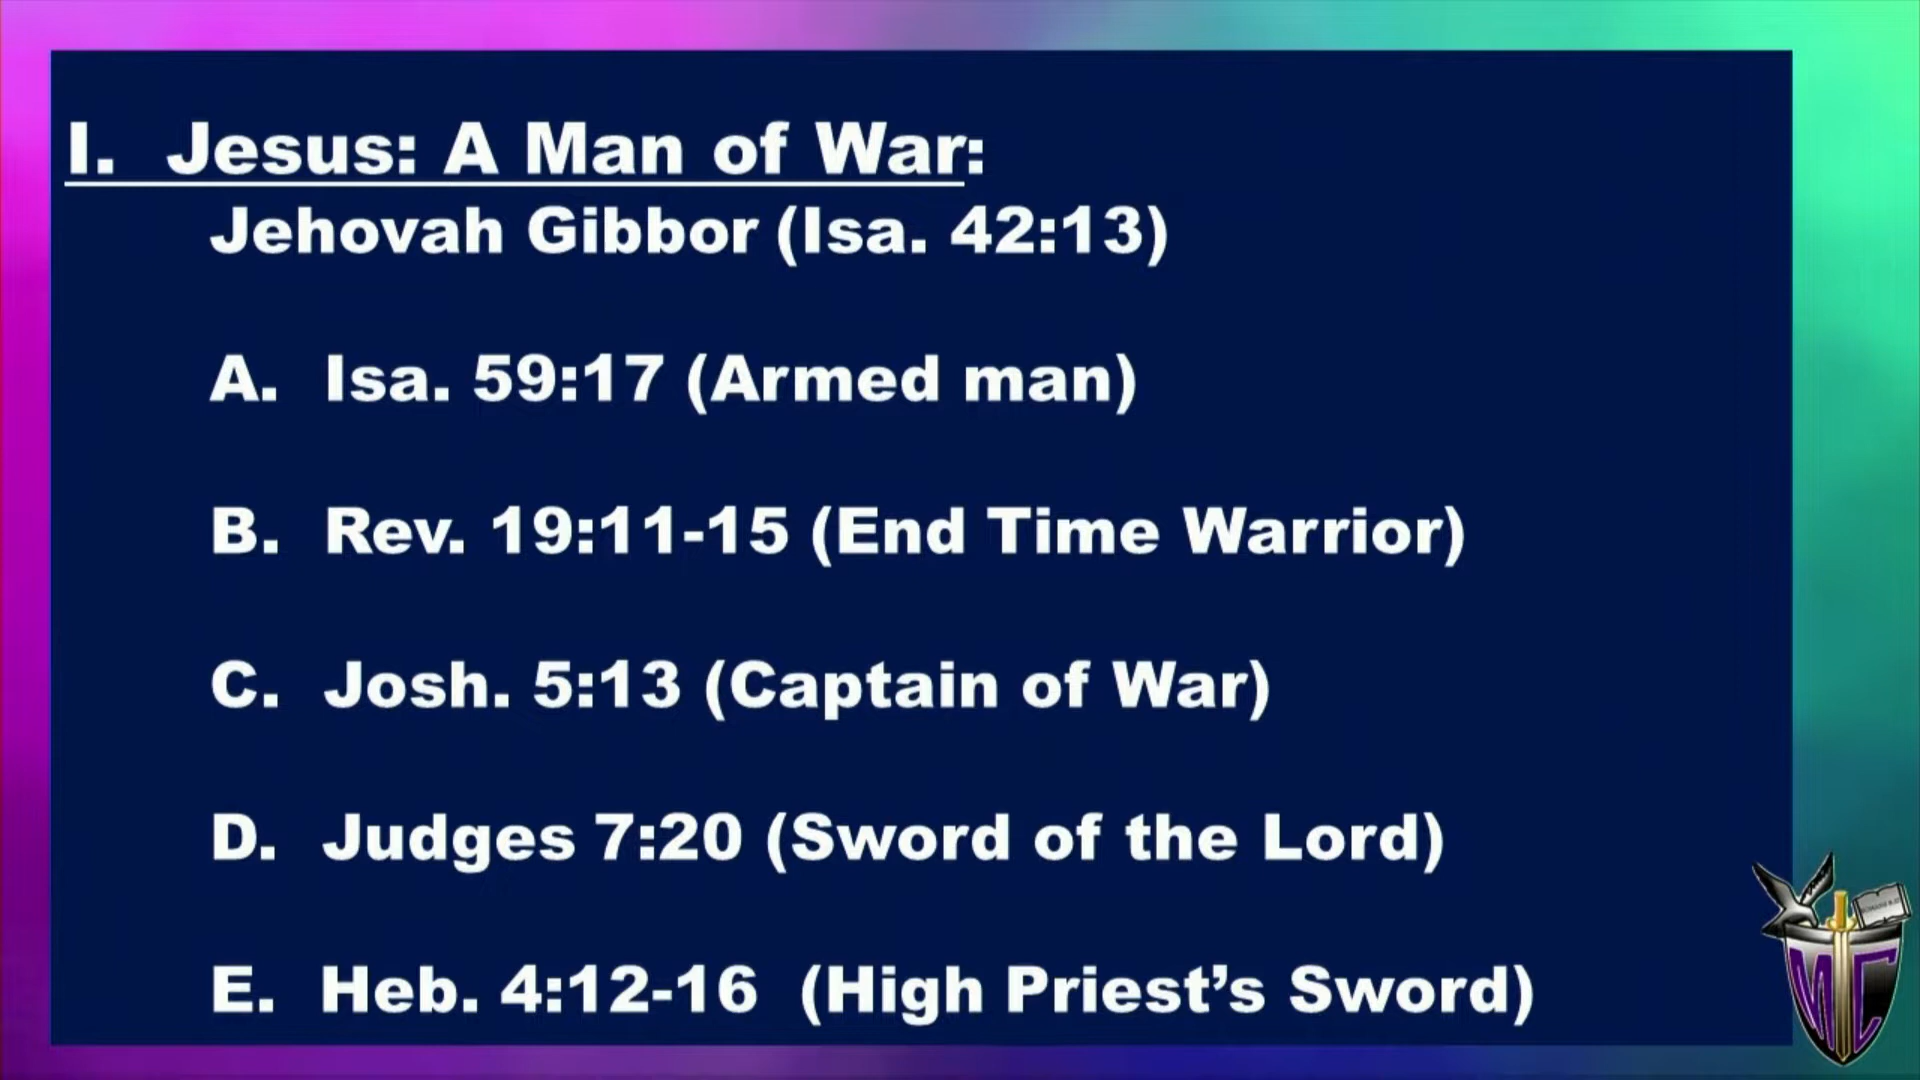 I. Jesus: A Man of War:
Jehovah Gibbor (Isa. 42:13)
A. Isa. 59:17 (Armed man)
B. Rev. 19:11-15 (End Time Warrior)
C. Josh. 5:13 (Captain of War)
D. Judges 7:20 (Sword of the Lord)
E. Heb. 4:12-16 (High Priest’s Sword)
MC